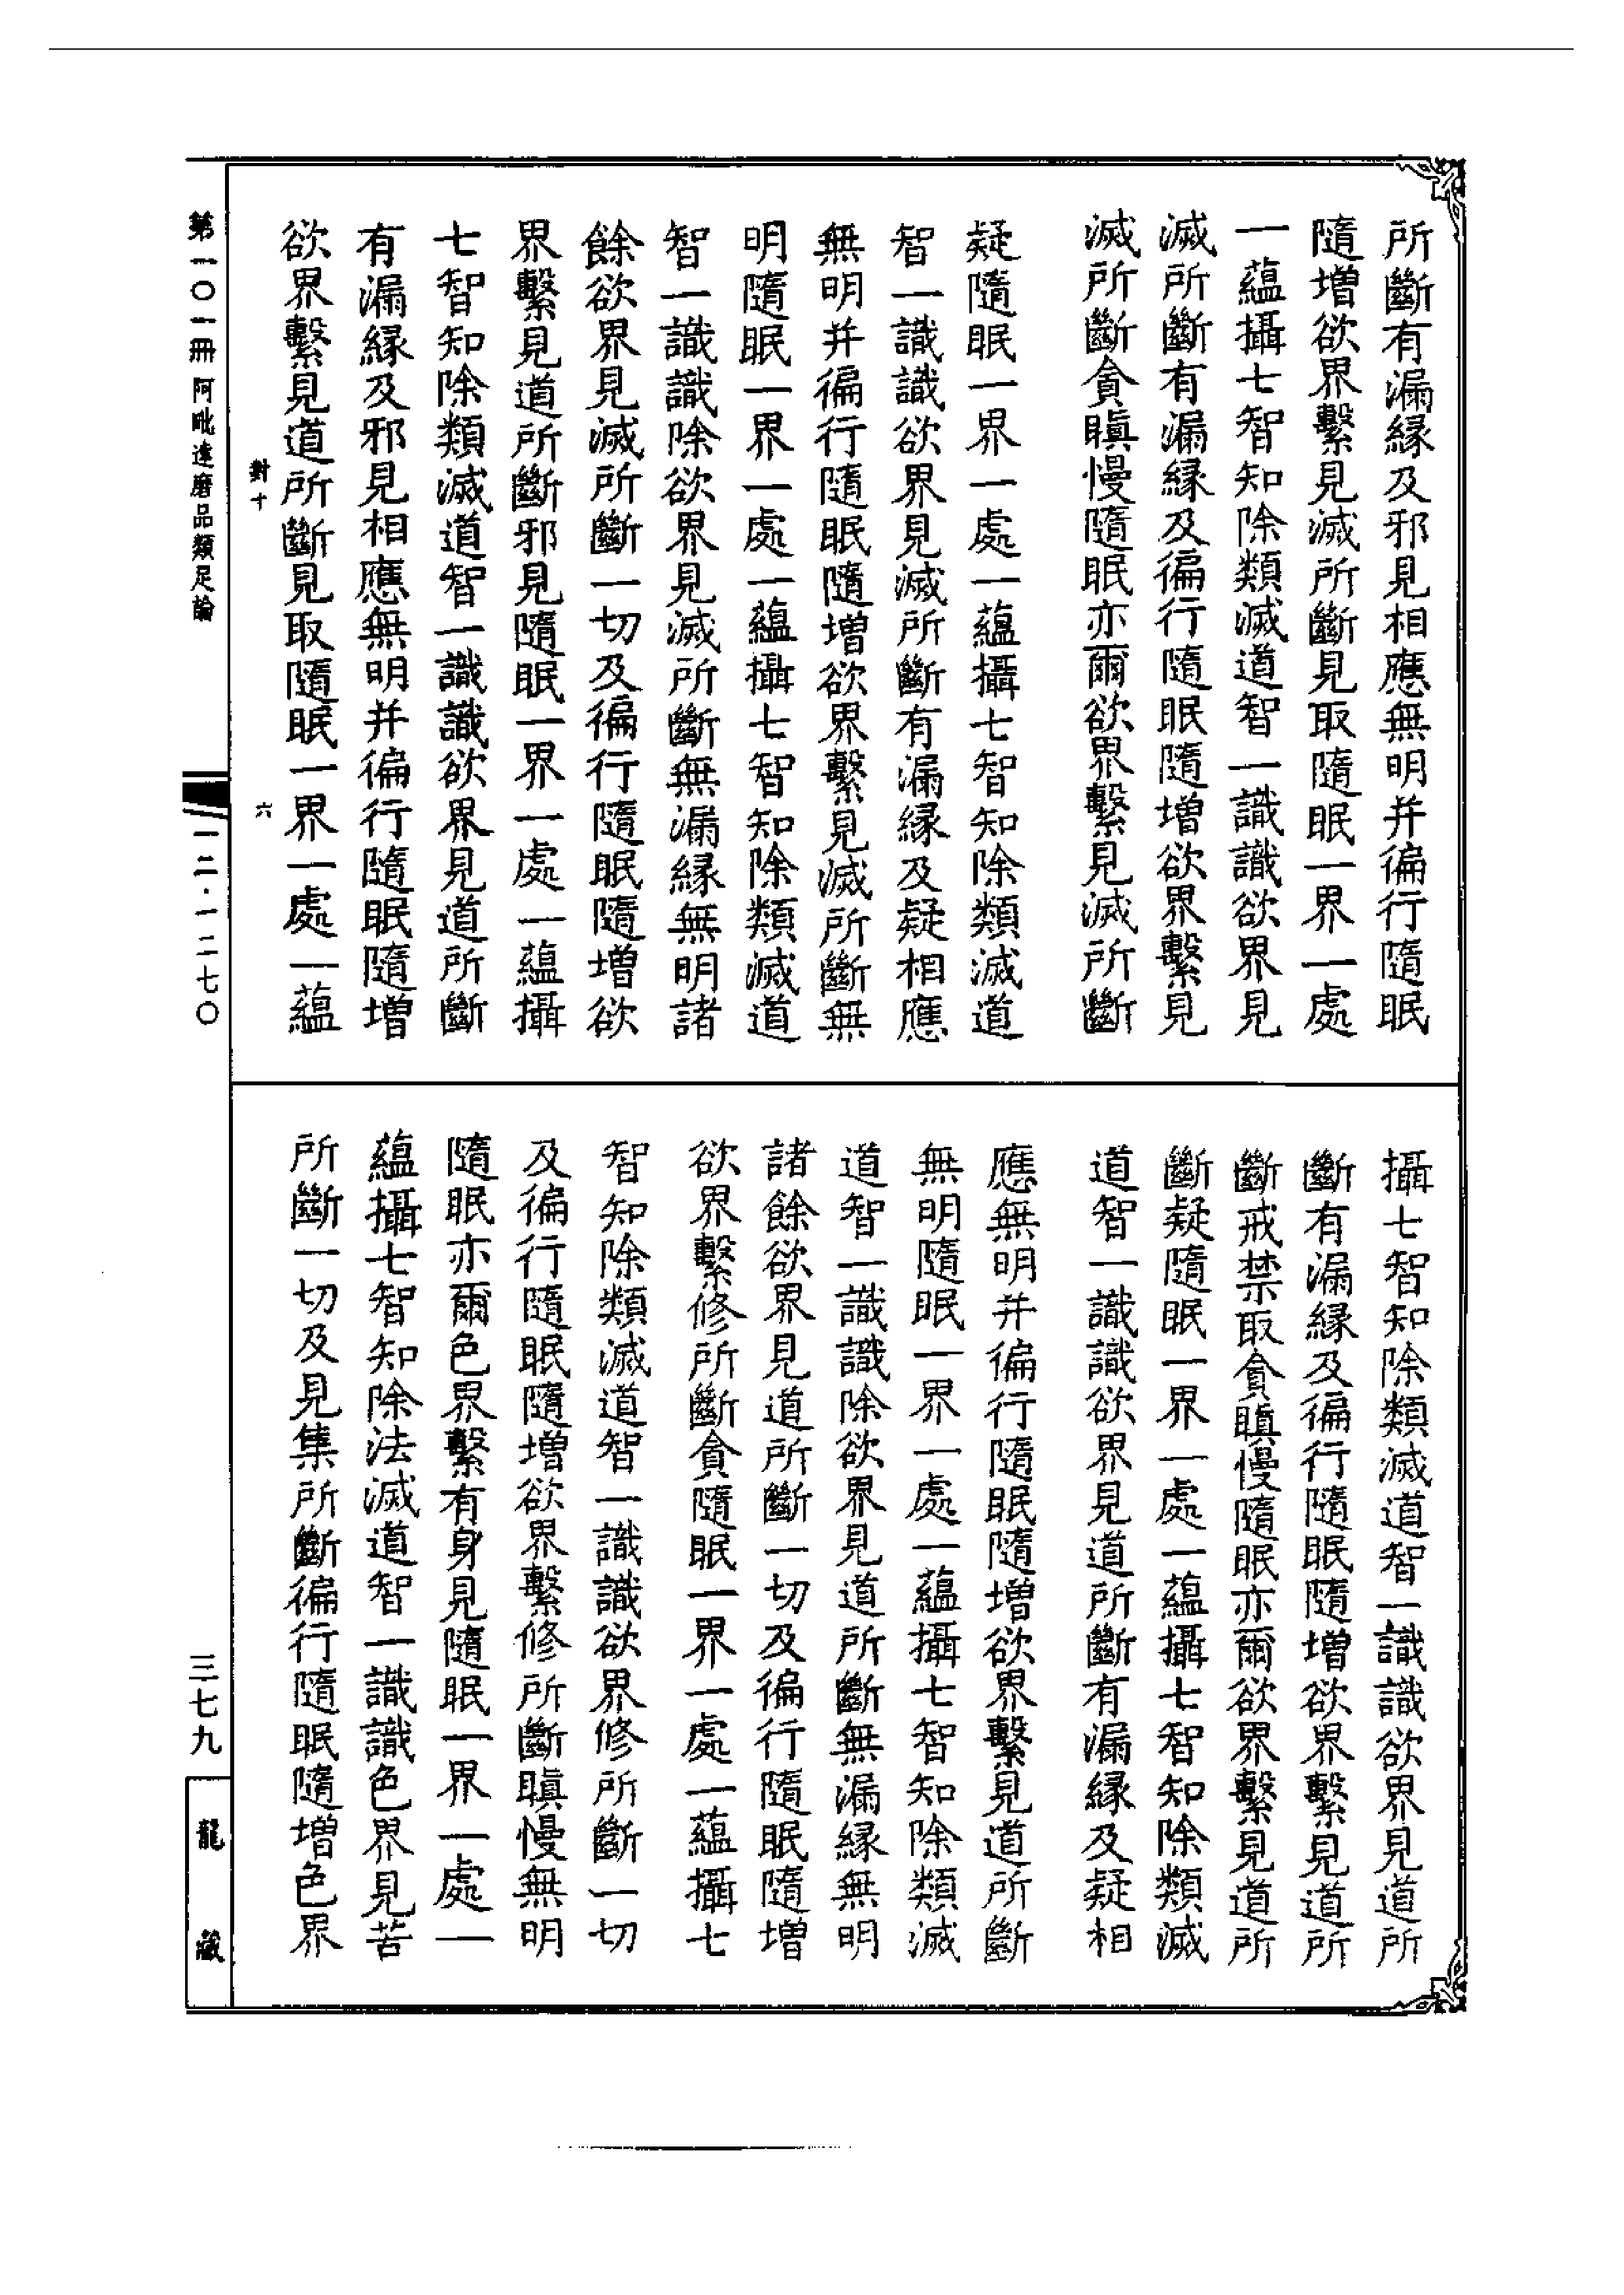 所斷有漏緣及邪見相應無明并徧行隨眠
隨增欲界繫見滅所斷見取隨眠一界一處
一蘊攝七智知除類滅道智一識識欲界見
滅所斷有漏緣及徧行隨眠隨增欲界繫見
滅所斷貪瞋慢隨眠亦爾欲界繫見滅所斷
疑隨眠一界一處一蘊攝七智知除類滅道
智一識識欲界見滅所斷有漏緣及疑相應
無明并徧行隨眠隨增欲界繫見滅所斷無
明隨眠一界一處一蘊攝七智知除類滅道
智一識識除欲界見滅所斷無漏緣無明諸
餘欲界見滅所斷一切及徧行隨眠隨增欲
界繫見道所斷邪見隨眠一界一處一蘊攝
七智知除類滅道智一識識欲界見道所斷
有漏緣及邪見相應無明并徧行隨眠隨增
欲界繫見道所斷見取隨眠一界一處一蘊
對十
六
攝七智知除類滅道智一識識欲界見道所
斷有漏緣及徧行隨眠隨增欲界繫見道所
斷戒禁取貪瞋慢隨眠亦爾欲界繫見道所
斷疑隨眠一界一處一蘊攝七智知除類滅
道智一識識欲界見道所斷有漏緣及疑相
應無明并徧行隨眠隨增欲界繫見道所斷
無明隨眠一界一處一蘊攝七智知除類滅
道智一識識除欲界見道所斷無漏緣無明
諸餘欲界見道所斷一切及徧行隨眠隨增
欲界繫修所斷貪隨眠一界一處一蘊攝七
智知除類滅道智一識識欲界修所斷一切
及徧行隨眠隨增欲界繫修所斷瞋慢無明
隨眠亦爾色界繫有身見隨眠一界一處一
蘊攝七智知除法滅道智一識識色界見苦
所斷一切及見集所斷徧行隨眠隨增色界
第一〇一冊 阿毗達磨品類足論
一二·一二七〇
三七九
龍藏